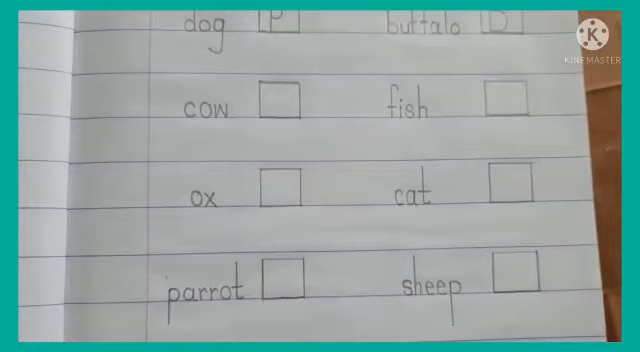 dog P buffalo D
K
KINEMASTER
cow fish
ox cat
parrot sheep